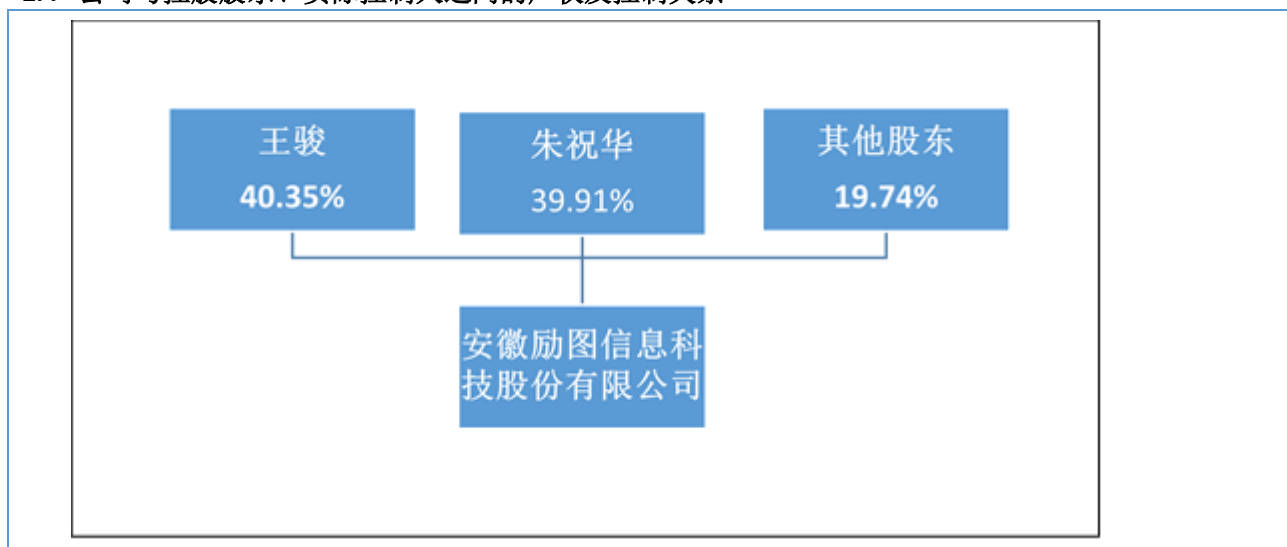 王骏
40.35%
朱祝华
39.91%
其他股东
19.74%
安徽励图信息科
技股份有限公司